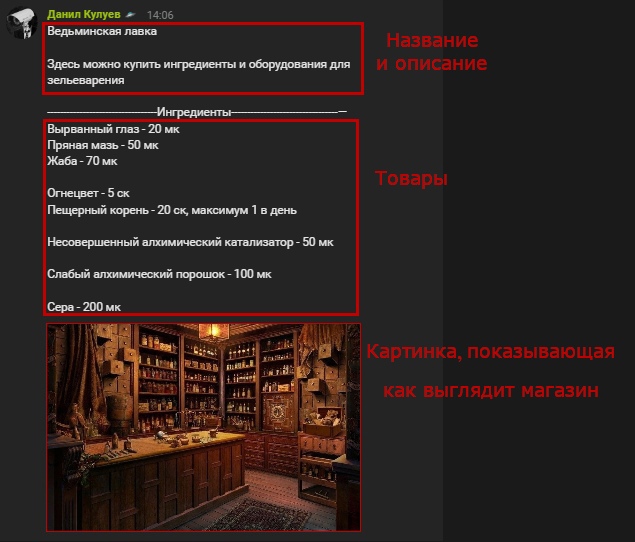 Данил Кулуев 14:06
Ведьминская лавка
Здесь можно купить ингредиенты и оборудования для
зельеварения
Название
и описание
-----------------------------------Ингредиенты-----------------------------------
Вырванный глаз - 20 мк
Пряная мазь - 50 мк
Жаба - 70 мк
Огнецвет - 5 ск
Пещерный корень - 20 ск, максимум 1 в день
Несовершенный алхимический катализатор - 50 мк
Слабый алхимический порошок - 100 мк
Сера - 200 мк
Товары
Картинка, показывающая
как выглядит магазин